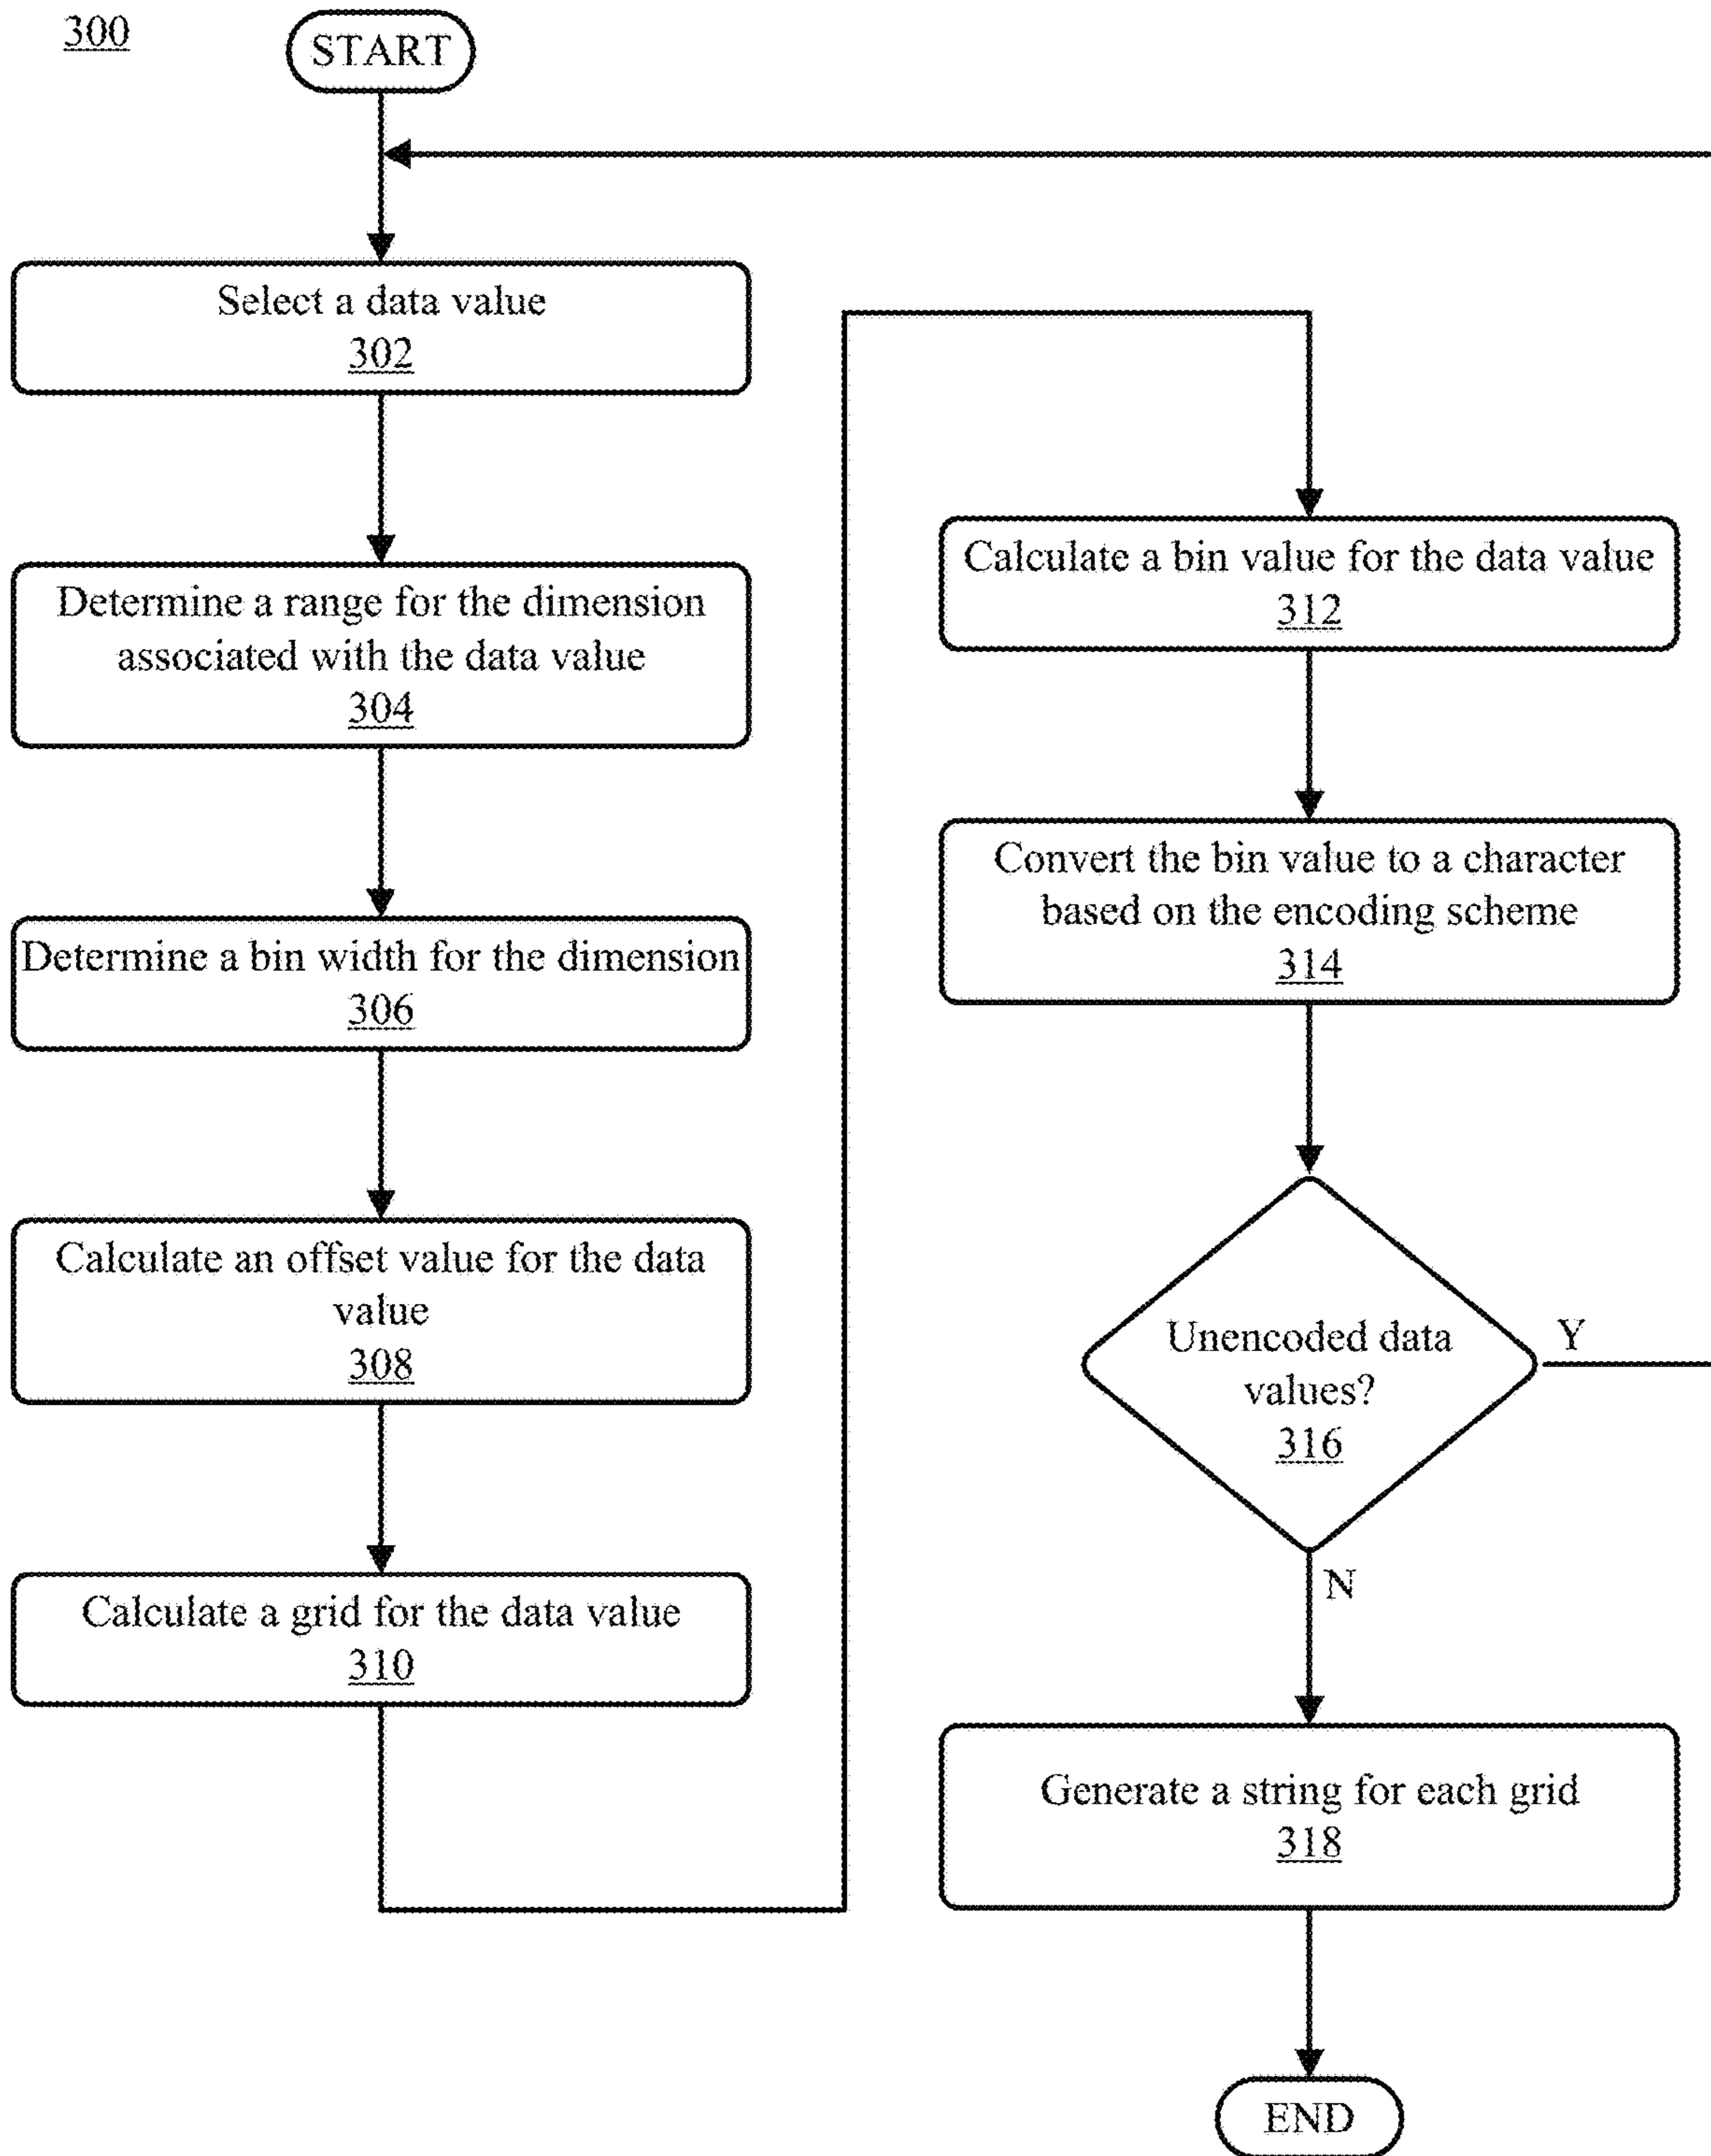 300
START
Select a data value
302
Determine a range for the dimension
associated with the data value
304
Determine a bin width for the dimension
306
Calculate an offset value for the data
value
308
Calculate a grid for the data value
310
Calculate a bin value for the data value
312
Convert the bin value to a character
based on the encoding scheme
314
Unencoded data
values?
316
Y
N
Generate a string for each grid
318
END